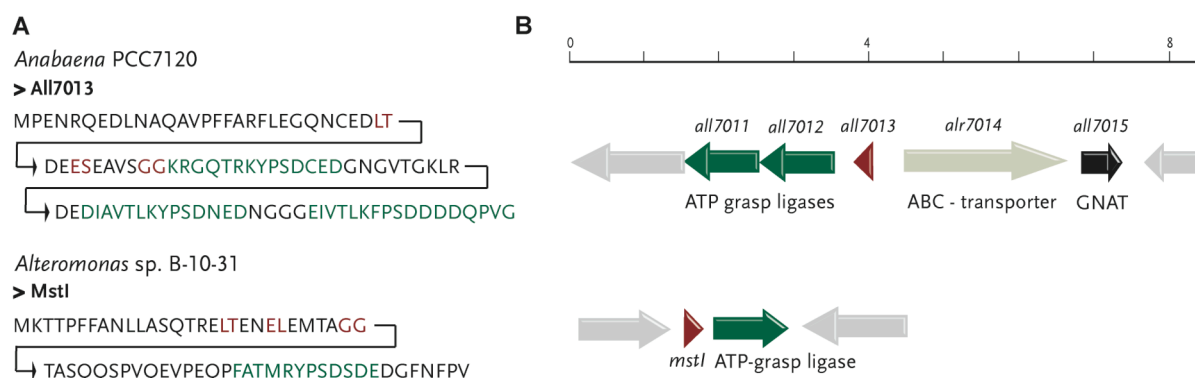 A
Anabaena PCC7120
> All7013
MPENRQEDLNAQAVPFFARFLEGQNCEDLT
DEESEAVSGGKRGQTRKYPSDCEDGNGVTGKLR
DEDIAVTLKYPSDNEDNGGGEIVTLKFPSDDDDQPVG
Alteromonas sp. B-10-31
> MstI
MKTTPFFANLLASQTRELTENELEMTAGG
TASOOSPVOEVPEOPFATMRYPSDSDEDGFNFPV
B
0 4 8
all7011 all7012 all7013 alr7014 all7015
ATP grasp ligases ABC - transporter GNAT
mstI ATP-grasp ligase